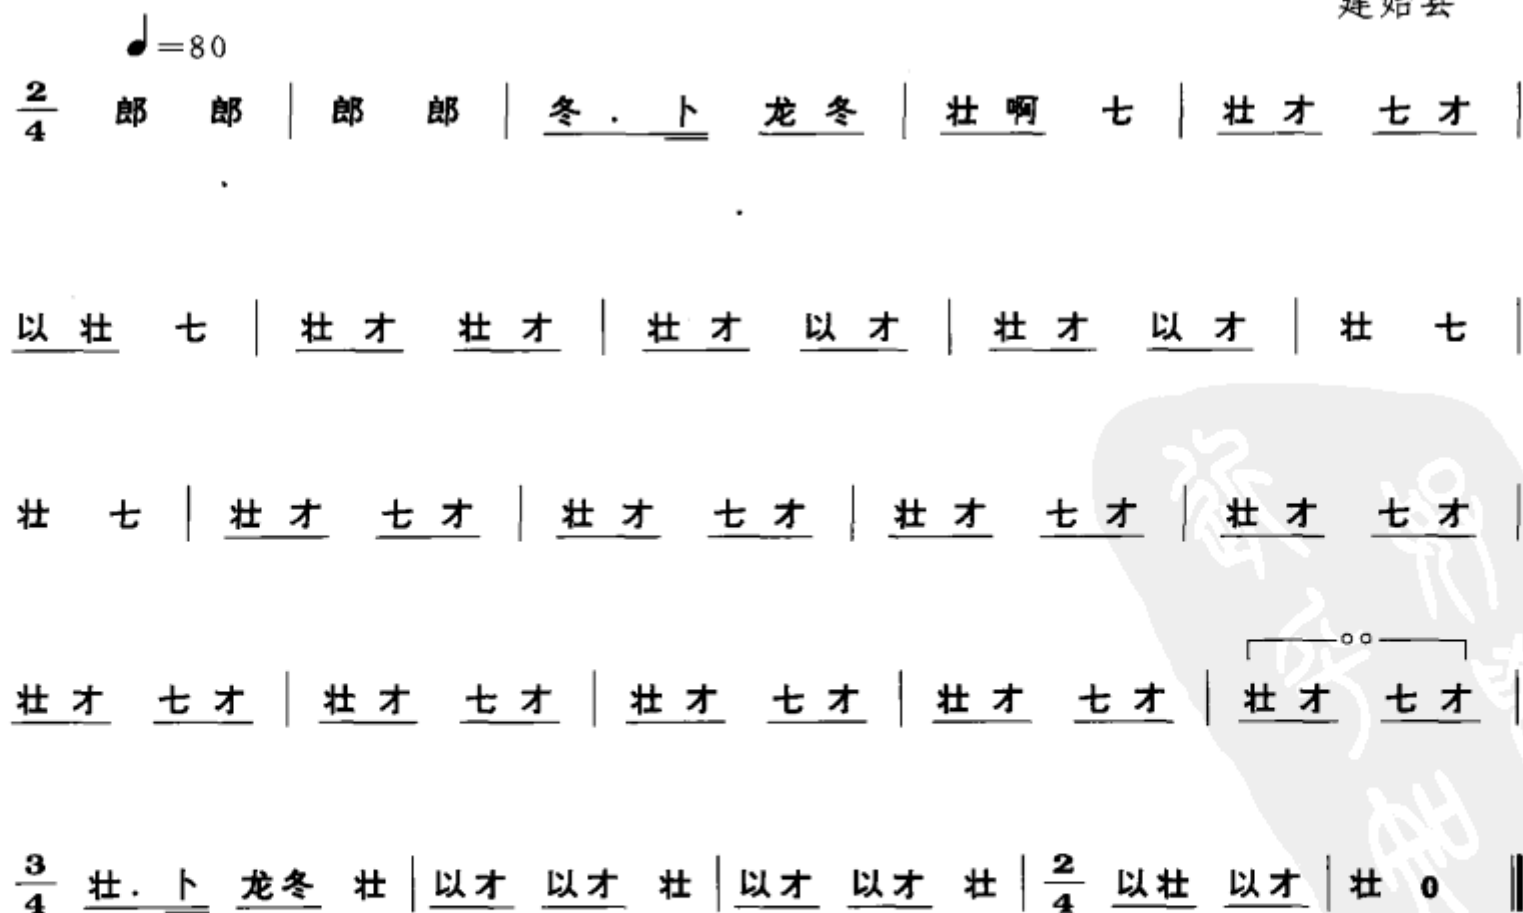 建始县
♩=80
2/4 郎 郎 | 郎 郎 | 冬 . 卜 龙 冬 | 壮 啊 七 | 壮 才 七 才 |
以 壮 七 | 壮 才 壮 才 | 壮 才 以 才 | 壮 才 以 才 | 壮 七 |
壮 七 | 壮 才 七 才 | 壮 才 七 才 | 壮 才 七 才 | 壮 才 七 才 |
壮 才 七 才 | 壮 才 七 才 | 壮 才 七 才 | 壮 才 七 才 | 壮 才 七 才 |
3/4 壮 . 卜 龙 冬 壮 | 以 才 以 才 壮 | 以 才 以 才 壮 | 2/4 以 壮 以 才 | 壮 0 ‖